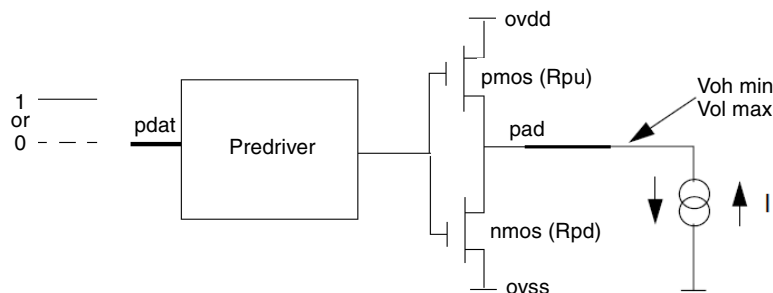 ovdd
pmos (Rpu)
Voh min
Vol max
1
or
0
pdat
Predriver
pad
I
nmos (Rpd)
ovss